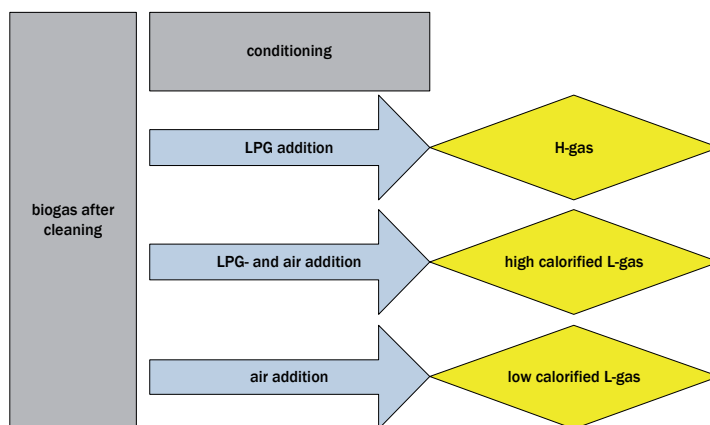 conditioning
LPG addition
H-gas
biogas after
cleaning
LPG- and air addition
high calorified L-gas
air addition
low calorified L-gas